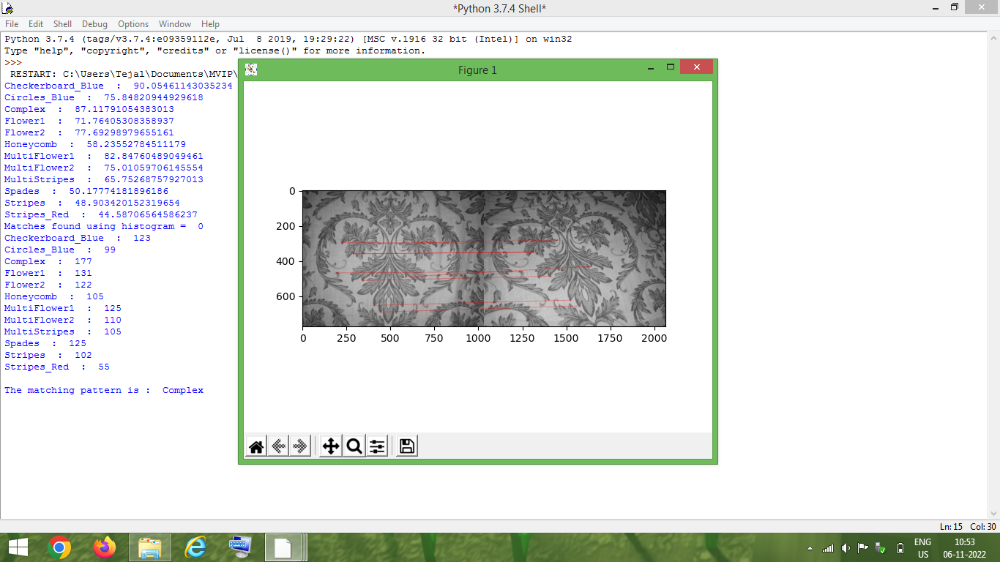 *Python 3.7.4 Shell*
File Edit Shell Debug Options Window Help
Python 3.7.4 (tags/v3.7.4:e09359112e, Jul  8 2019, 19:29:22) [MSC v.1916 32 bit (Intel)] on win32
Type "help", "copyright", "credits" or "license()" for more information.
>>>
 RESTART: C:\Users\Tejal\Documents\MVIP\
Checkerboard_Blue  :  90.05461143035234
Circles_Blue  :  75.84820944929618
Complex  :  87.11791054383013
Flower1  :  71.76405308358937
Flower2  :  77.69298979655161
Honeycomb  :  58.23552784511179
MultiFlower1  :  82.84760489049461
MultiFlower2  :  75.01059706145554
MultiStripes  :  65.75268757927013
Spades  :  50.17774181896186
Stripes  :  48.903420152319654
Stripes_Red  :  44.58706564586237
Matches found using histogram =  0
Checkerboard_Blue  :  123
Circles_Blue  :  99
Complex  :  177
Flower1  :  131
Flower2  :  122
Honeycomb  :  105
MultiFlower1  :  125
MultiFlower2  :  110
MultiStripes  :  105
Spades  :  125
Stripes  :  102
Stripes_Red  :  55
The matching pattern is :  Complex
Figure 1
0
200
400
600
0 250 500 750 1000 1250 1500 1750 2000
Ln: 15 Col: 30
ENG
US
10:53
06-11-2022